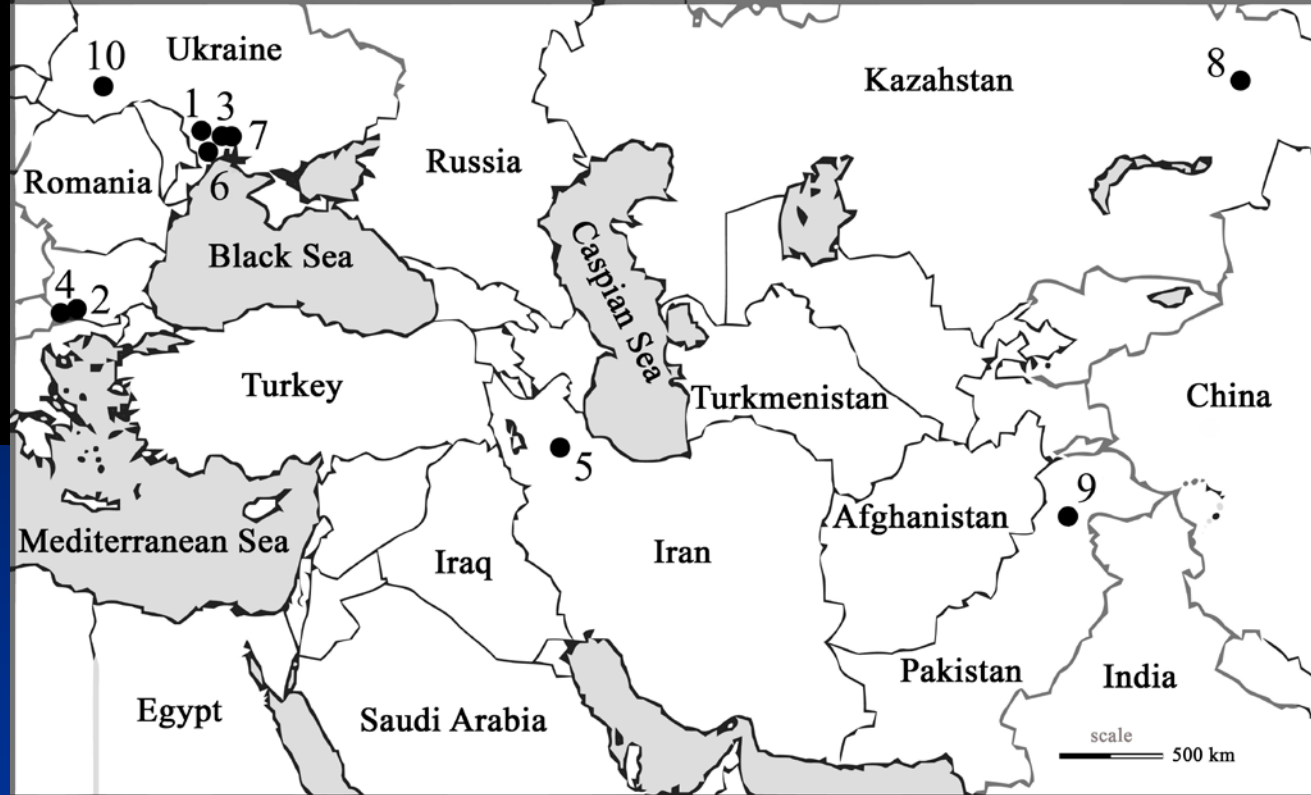 10
Ukraine
8
Kazahstan
1 3
7
Russia
Romania
6
Black Sea
Caspian Sea
4
2
Turkey
Turkmenistan
China
5
9
Afghanistan
Mediterranean Sea
Iraq
Iran
Pakistan
India
Egypt
Saudi Arabia
scale
500 km